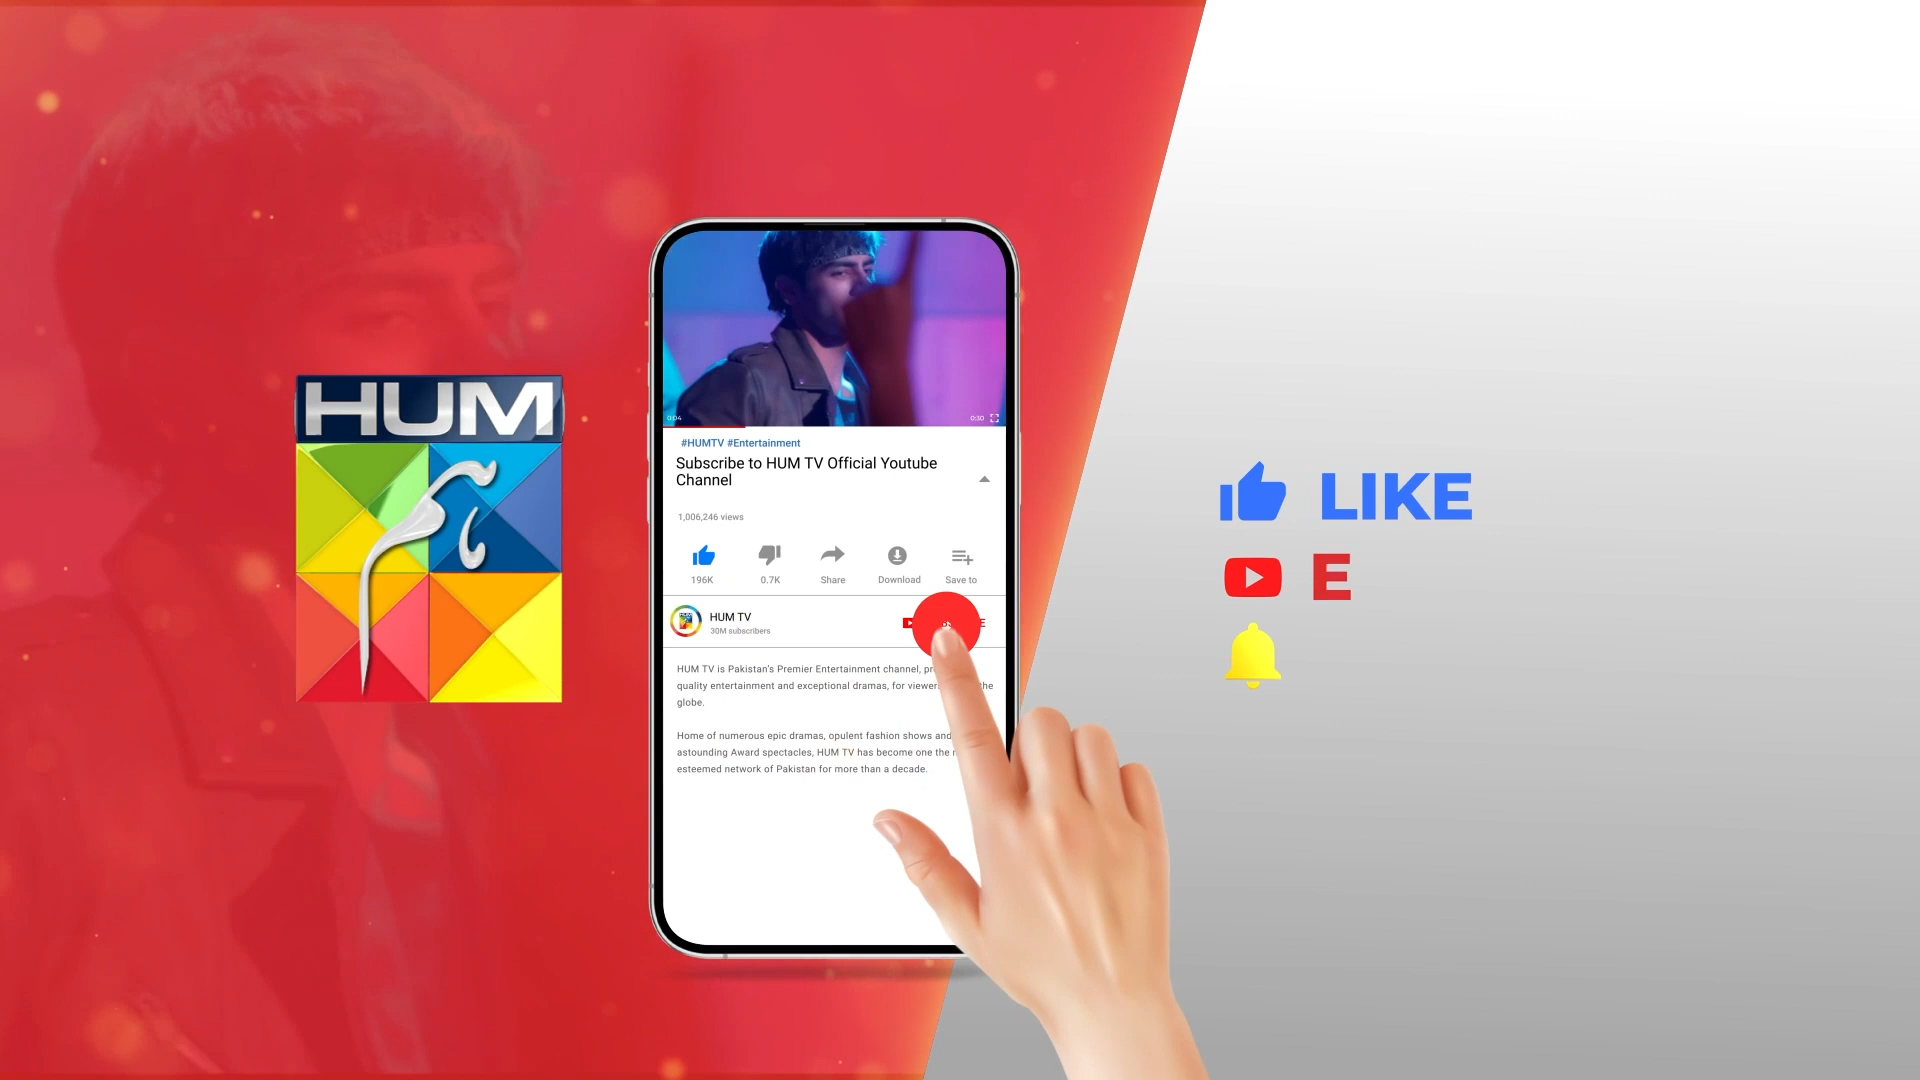 HUM
ہم
0:04
0:30
#HUMTV #Entertainment
Subscribe to HUM TV Official Youtube
Channel
1,006,246 views
196K
0.7K
Share
Download
Save to
HUM TV
30M subscribers
HUM TV is Pakistan's Premier Entertainment channel,
quality entertainment and exceptional dramas, for the
globe.
Home of numerous epic dramas, opulent fashion shows and
astounding Award spectacles, HUM TV has become one the
esteemed network of Pakistan for more than a decade.
LIKE
E